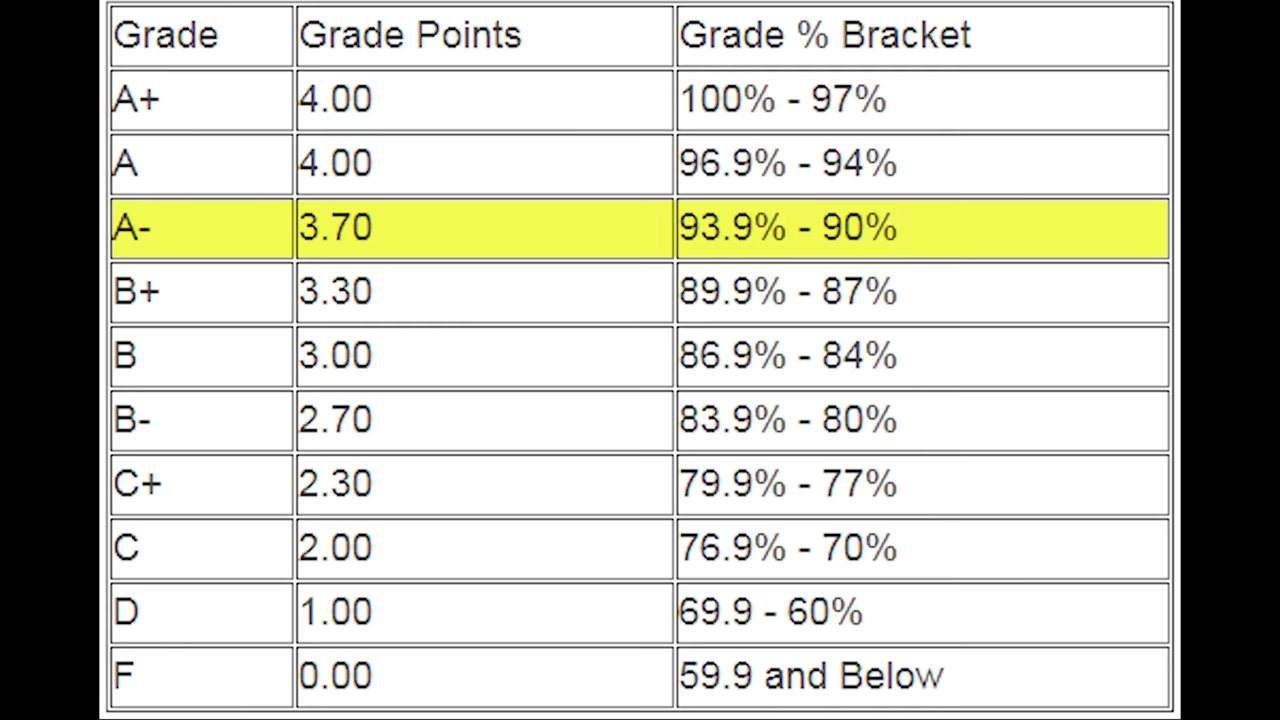 Grade Grade Points Grade % Bracket
A+ 4.00 100% - 97%
A 4.00 96.9% - 94%
A- 3.70 93.9% - 90%
B+ 3.30 89.9% - 87%
B 3.00 86.9% - 84%
B- 2.70 83.9% - 80%
C+ 2.30 79.9% - 77%
C 2.00 76.9% - 70%
D 1.00 69.9 - 60%
F 0.00 59.9 and Below